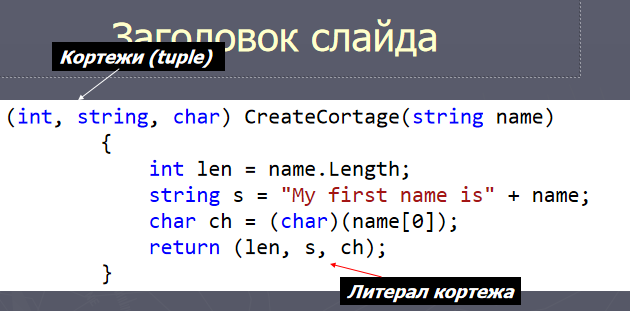 Заголовок слайда
Кортежи (tuple)
(int, string, char) CreateCortage(string name)
{
int len = name.Length;
string s = "My first name is" + name;
char ch = (char)(name[0]);
return (len, s, ch);
}
Литерал кортежа